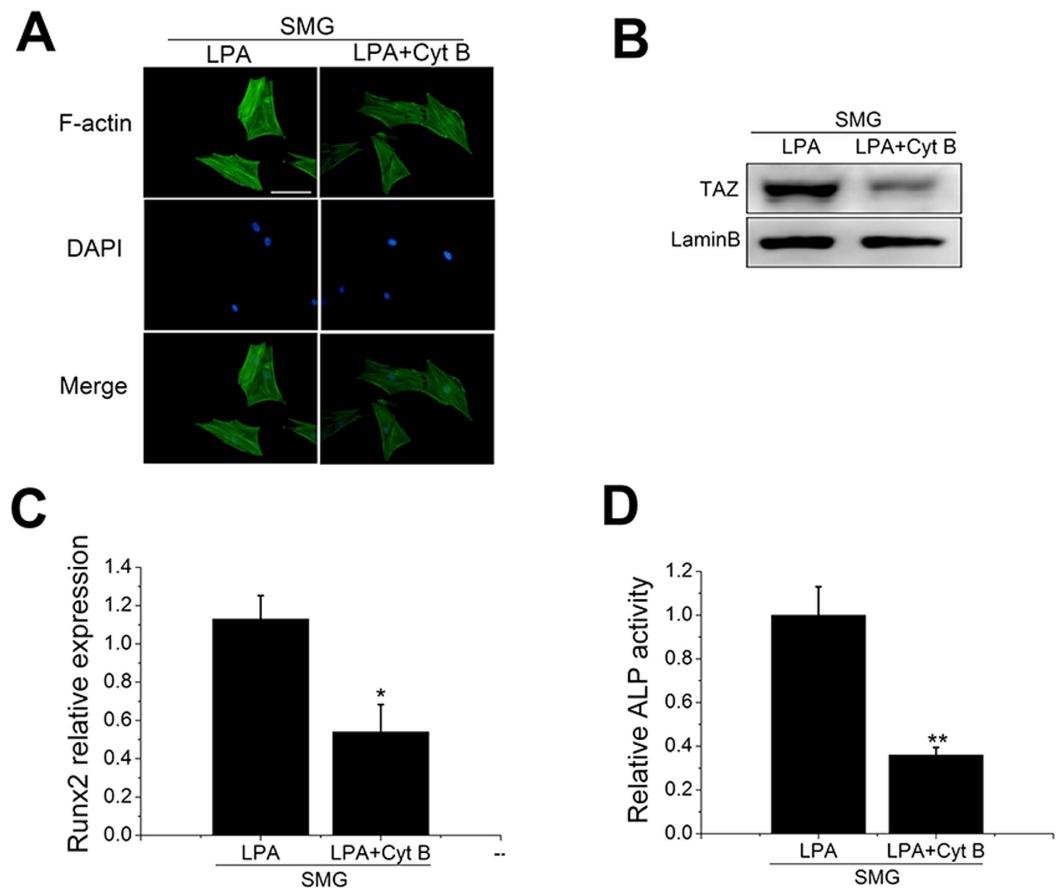 A
SMG
LPA LPA+Cyt B
F-actin
DAPI
Merge
B
SMG
LPA LPA+Cyt B
TAZ
LaminB
C
Runx2 relative expression
1.4
1.2
1.0
0.8
0.6
0.4
0.2
0.0
*
LPA LPA+Cyt B --
SMG
D
Relative ALP activity
1.2
1.0
0.8
0.6
0.4
0.2
0.0
**
LPA LPA+Cyt B
SMG